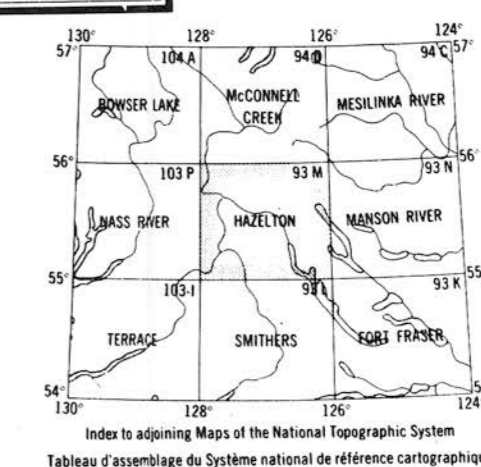 130° 128° 126° 124°
57° 104 A 94 D 94 C 57°
BOWSER LAKE McCONNELL CREEK MESILINKA RIVER
56° 103 P 93 M 93 N 56°
NASS RIVER HAZELTON MANSON RIVER
55° 103-I 93 L 93 K 55°
TERRACE SMITHERS FORT FRASER
54°
130° 128° 126° 124°
Index to adjoining Maps of the National Topographic System
Tableau d'assemblage du Système national de référence cartographiqu